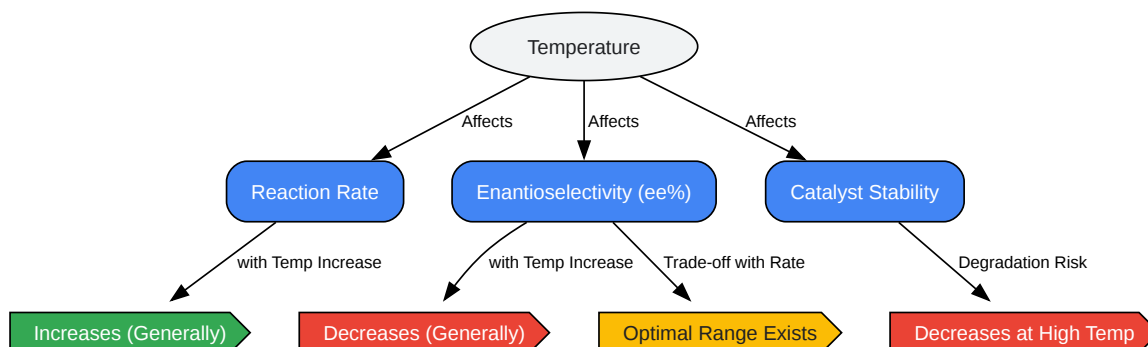 Temperature
Affects
Affects
Affects
Reaction Rate
Enantioselectivity (ee%)
Catalyst Stability
with Temp Increase
with Temp Increase
Trade-off with Rate
Degradation Risk
Increases (Generally)
Decreases (Generally)
Optimal Range Exists
Decreases at High Temp